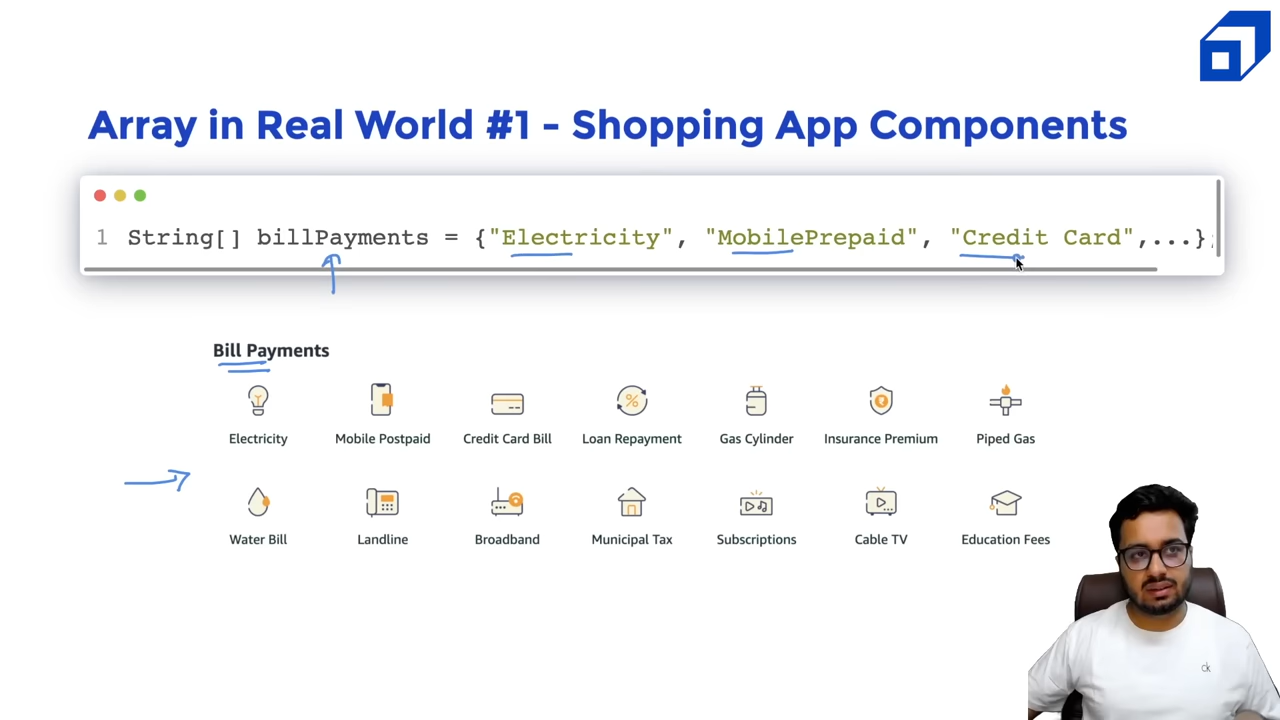 Array in Real World #1 - Shopping App Components
1 String[] billPayments = {"Electricity", "MobilePrepaid", "Credit Card",...};
Bill Payments
Electricity Mobile Postpaid Credit Card Bill Loan Repayment Gas Cylinder Insurance Premium Piped Gas
Water Bill Landline Broadband Municipal Tax Subscriptions Cable TV Education Fees
ck